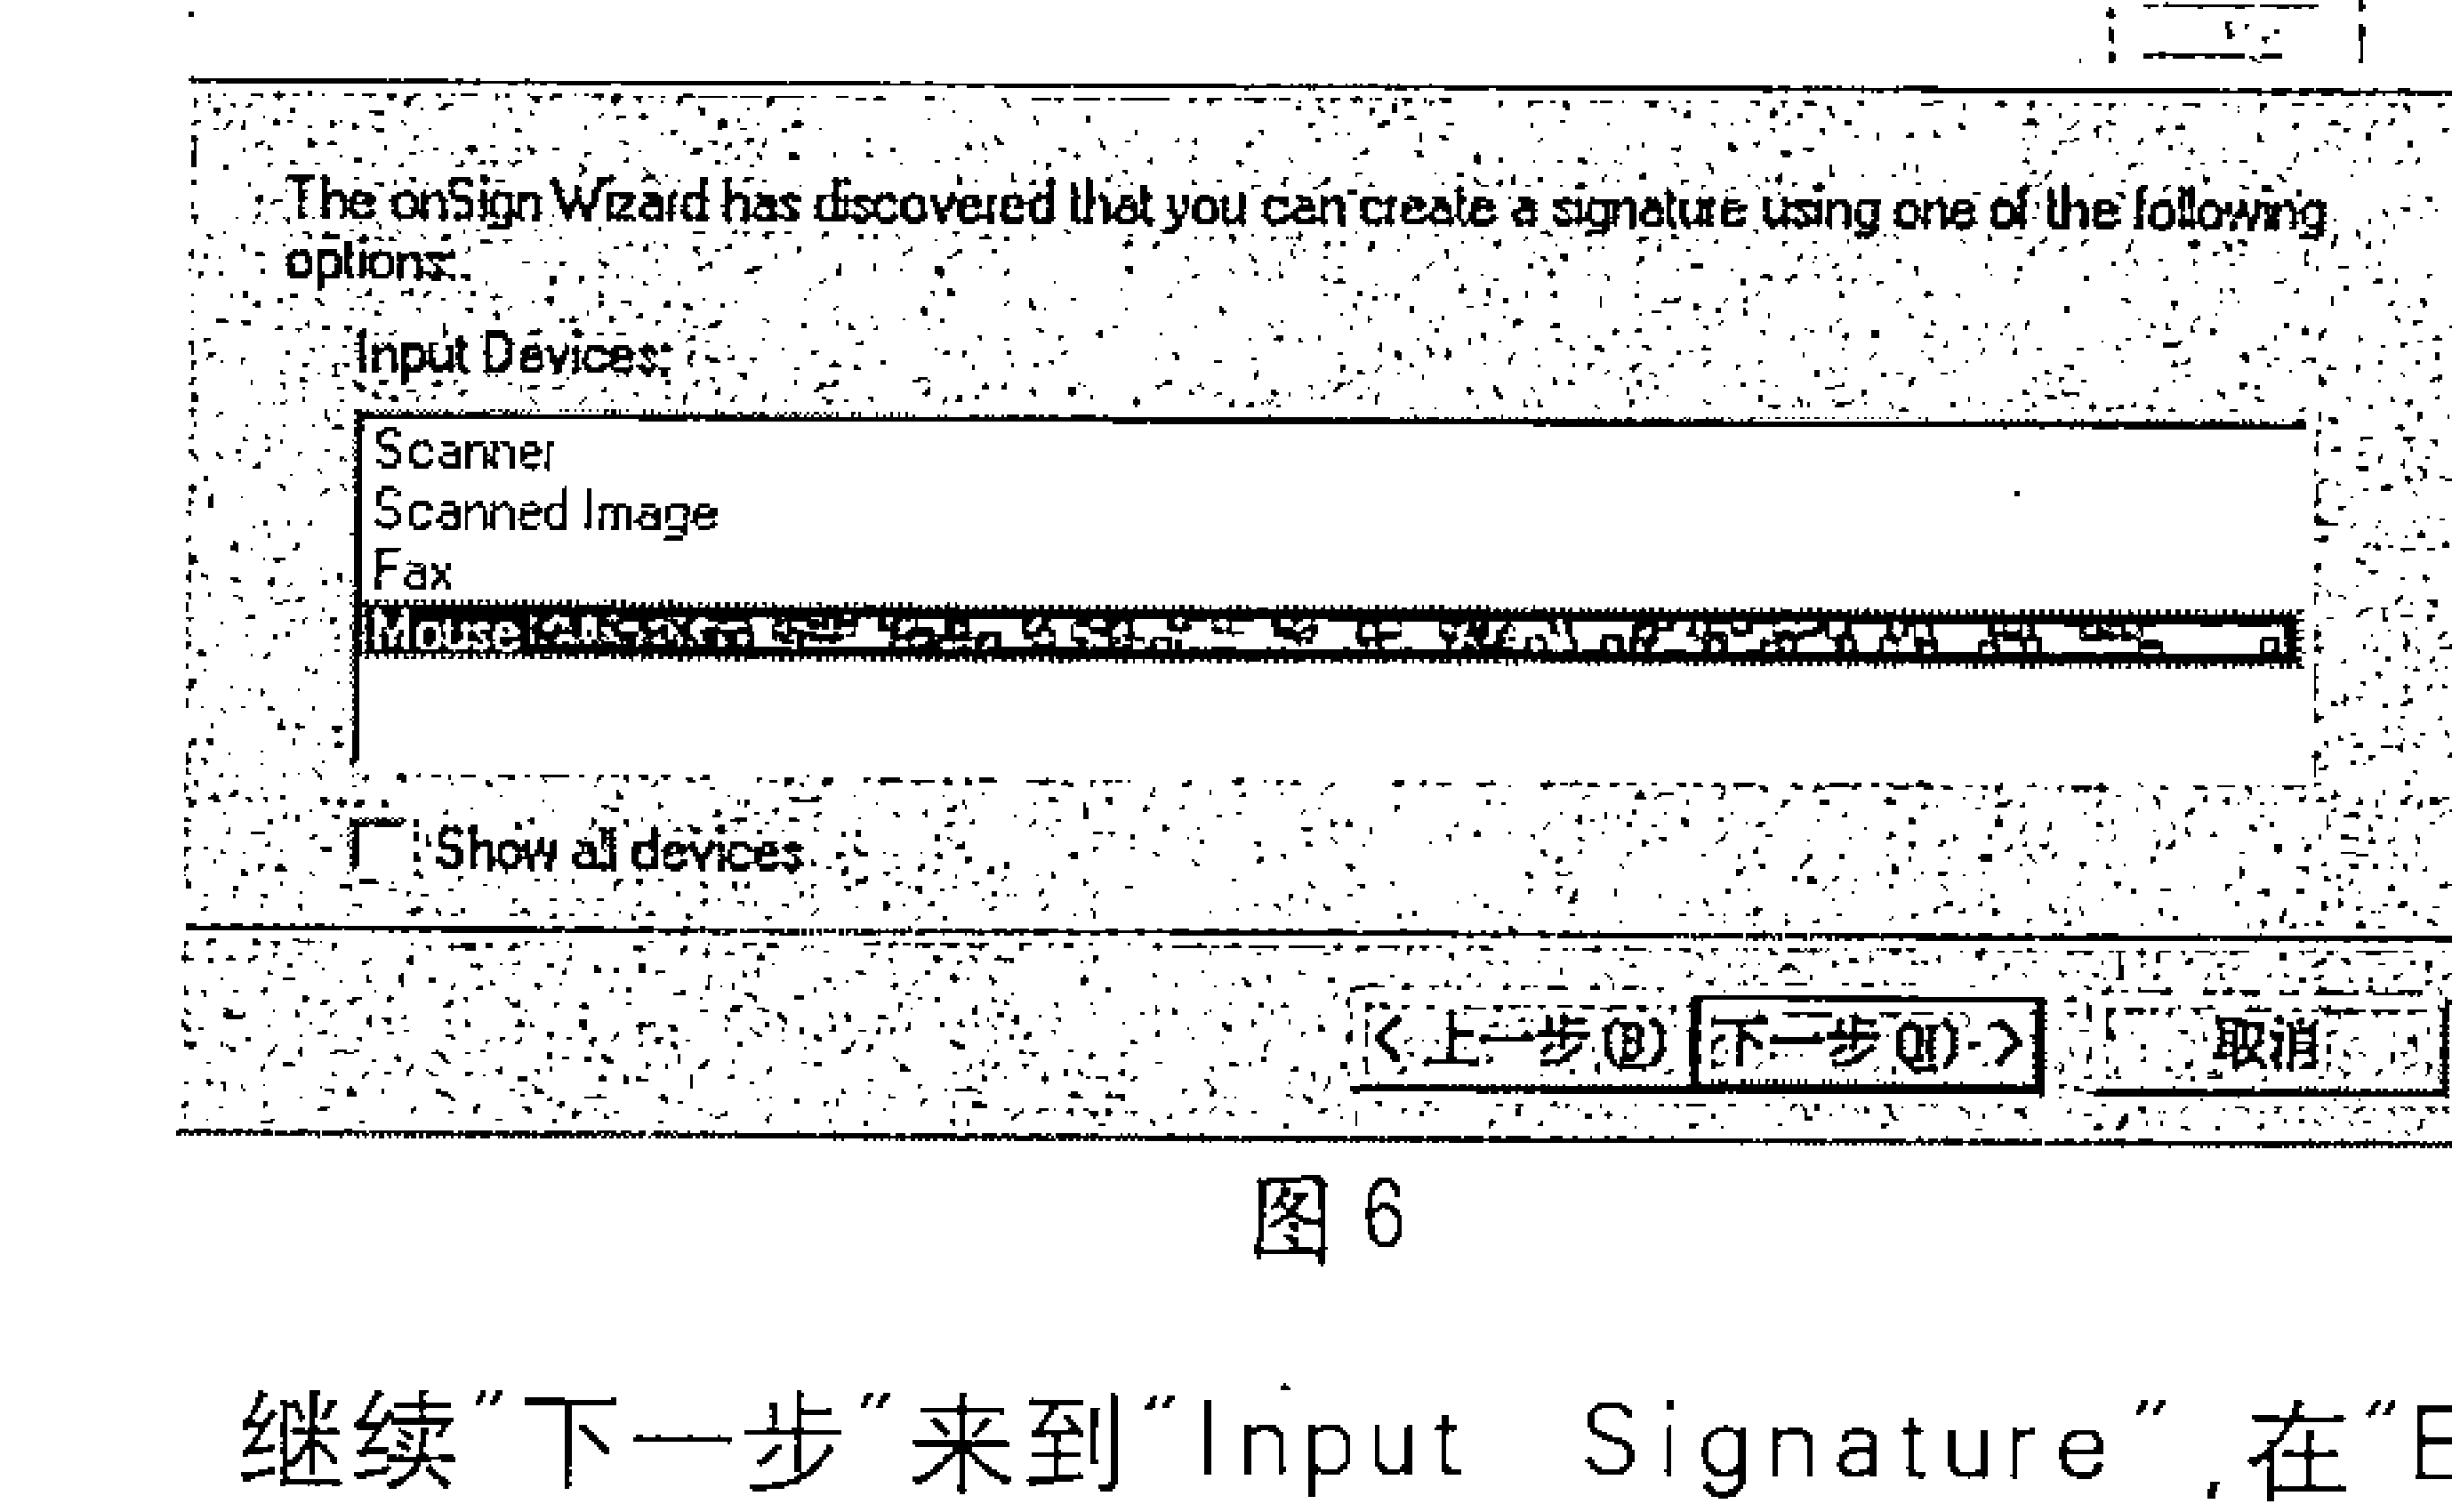 The onSign Wizard has discovered that you can create a signature using one of the following
options:
Input Devices:
Scanner
Scanned Image
Fax
Mouse
Show all devices
< 上一步(B) 下一步(N) > 取消
图 6
继续"下一步"来到"Input Signature",在"